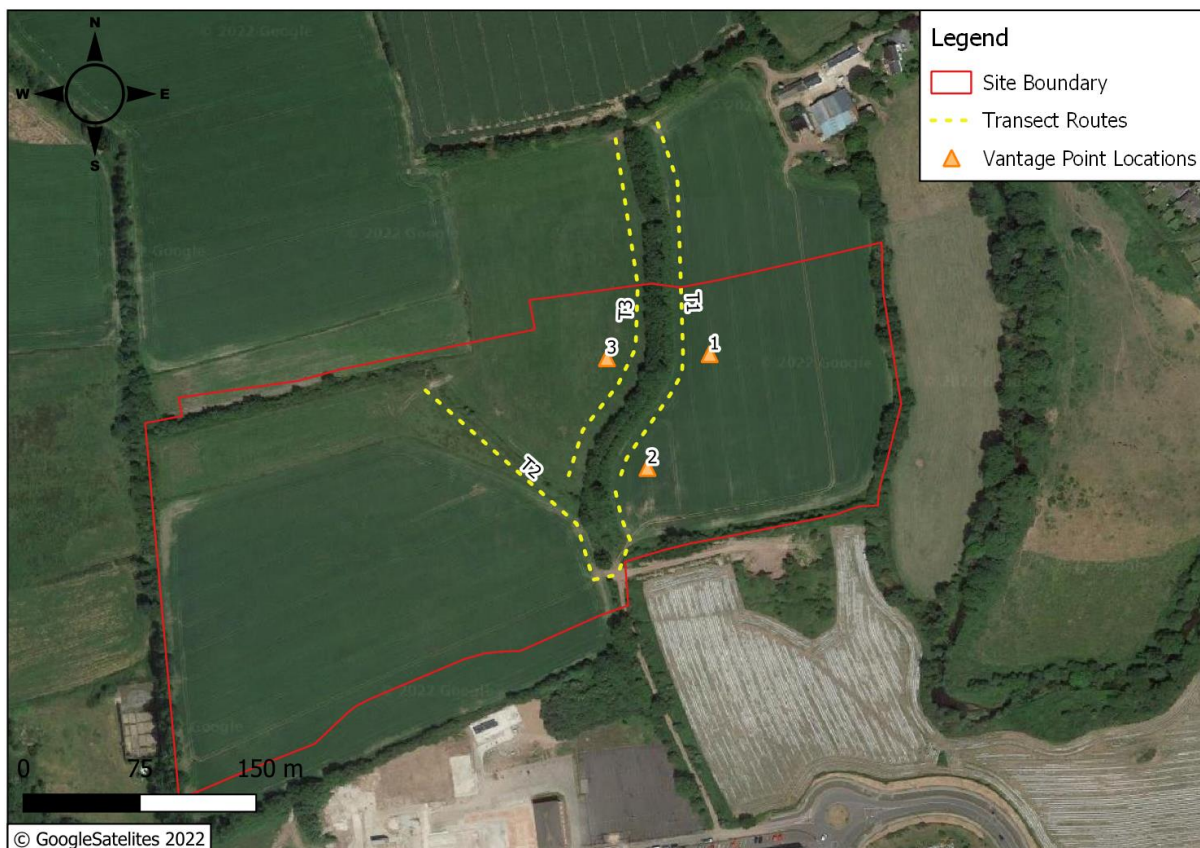 N
W E
S
Legend
Site Boundary
Transect Routes
Vantage Point Locations
© 2022 Google
© 2022 Google
T3
T1
3
1
© 2022 Google
2
T2
2022 Google
Google
0 75 150 m
© GoogleSatelites 2022